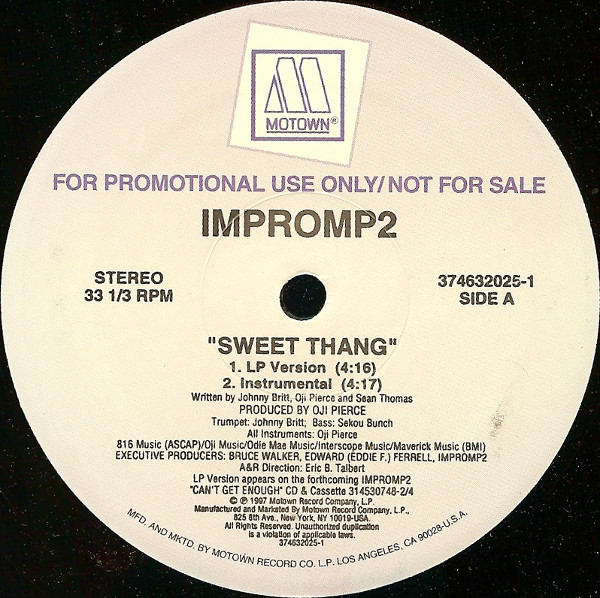 MOTOWN®
FOR PROMOTIONAL USE ONLY/NOT FOR SALE
IMPROMP2
STEREO
33 1/3 RPM
374632025-1
SIDE A
"SWEET THANG"
1. LP Version (4:16)
2. Instrumental (4:17)
Written by Johnny Britt, Oji Pierce and Sean Thomas
PRODUCED BY OJI PIERCE
Trumpet: Johnny Britt; Bass: Sekou Bunch
All Instruments: Oji Pierce
816 Music (ASCAP)/Oji Music/Odie Mae Music/Interscope Music/Maverick Music (BMI)
EXECUTIVE PRODUCERS: BRUCE WALKER, EDWARD (EDDIE F.) FERRELL, IMPROMP2
A&R Direction: Eric B. Talbert
LP Version appears on the forthcoming IMPROMP2
"CAN'T GET ENOUGH" CD & Cassette 314530748-2/4
© ℗ 1997 Motown Record Company, L.P.
Manufactured and Marketed By Motown Record Company, L.P.,
825 8th Ave., New York, NY 10019-USA.
All Rights Reserved. Unauthorized duplication
is a violation of applicable laws.
374632025-1
MFD. AND MKTD. BY MOTOWN RECORD CO. L.P. LOS ANGELES, CA 90028-U.S.A.